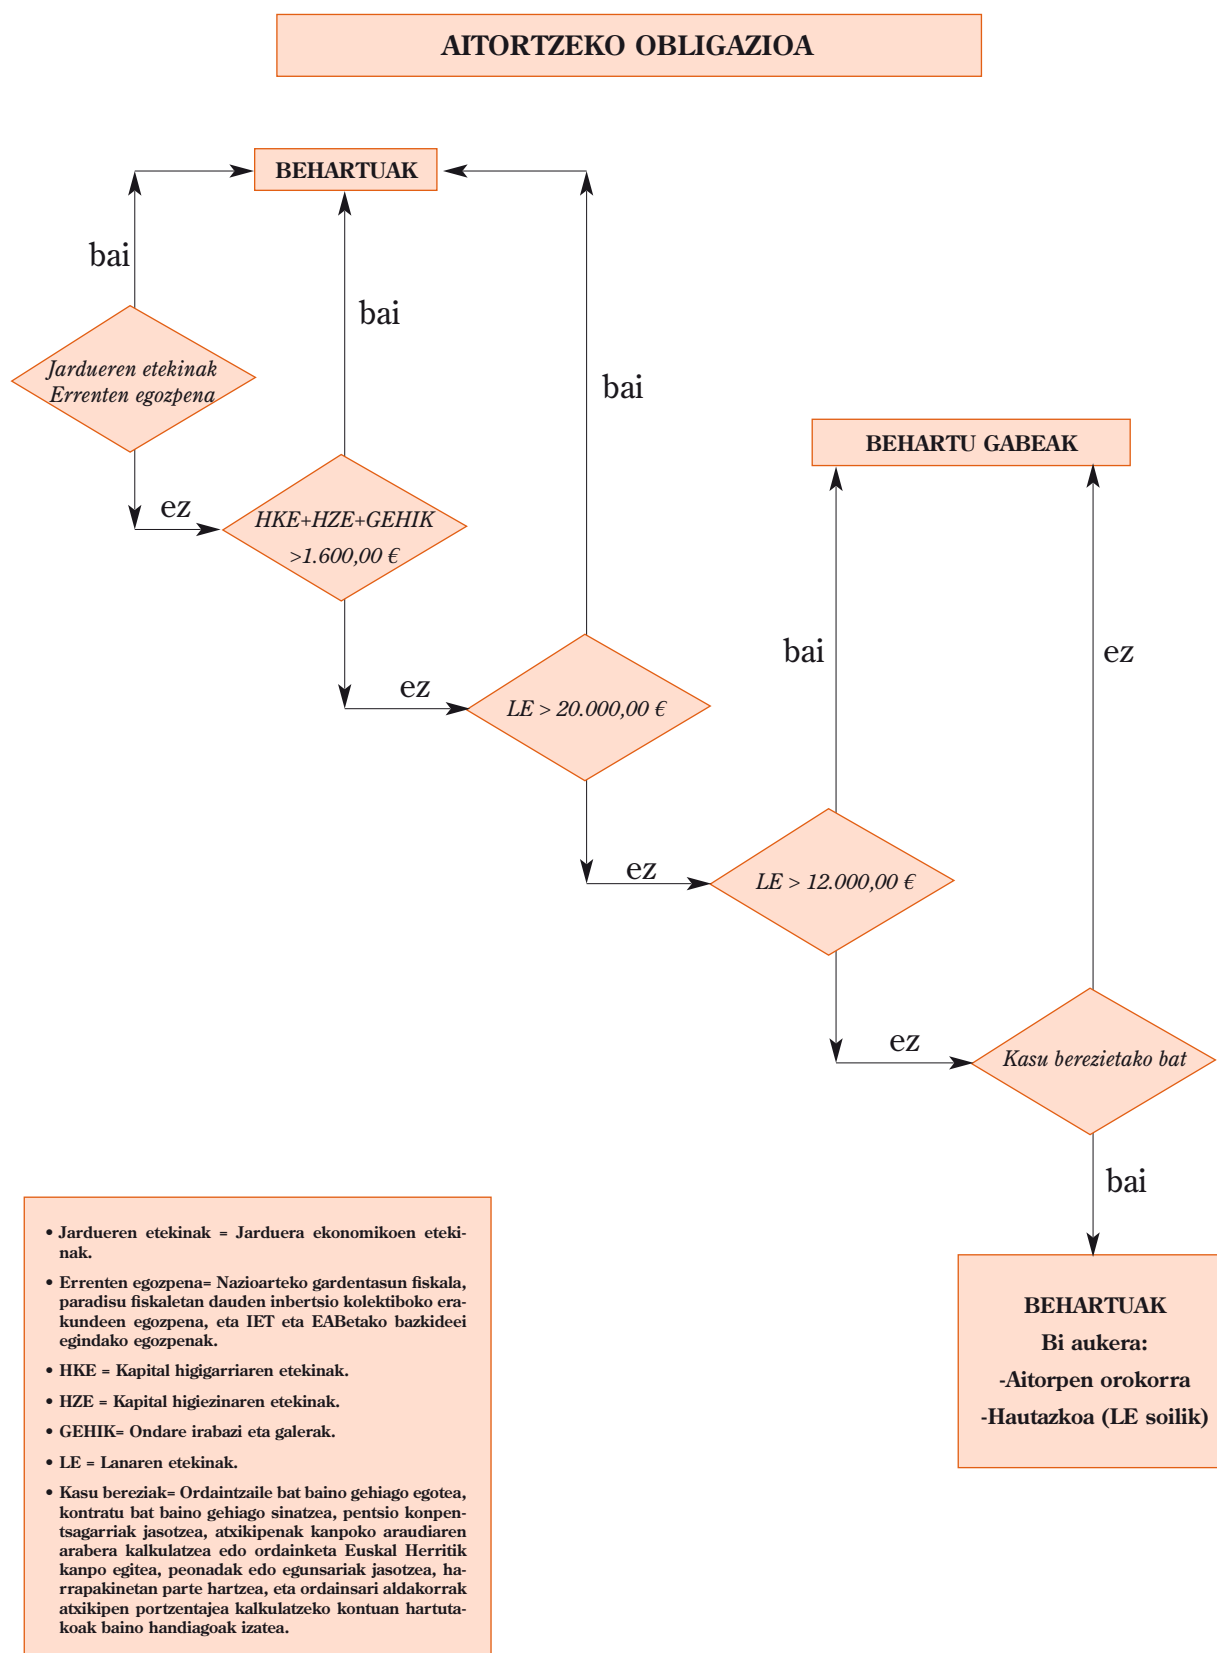 AITORTZEKO OBLIGAZIOA
BEHARTUAK
bai
bai
bai
Jardueren etekinak
Errenten egozpena
ez
HKE+HZE+GEHIK
>1.600,00 €
ez
LE > 20.000,00 €
ez
BEHARTU GABEAK
bai
ez
LE > 12.000,00 €
ez
Kasu berezietako bat
bai
BEHARTUAK
Bi aukera:
-Aitorpen orokorra
-Hautazkoa (LE soilik)
• Jardueren etekinak = Jarduera ekonomikoen eteki-
nak.
• Errenten egozpena= Nazioarteko gardentasun fiskala,
paradisu fiskaletan dauden inbertsio kolektiboko era-
kundeen egozpena, eta IET eta EABetako bazkideei
egindako egozpenak.
• HKE = Kapital higigarriaren etekinak.
• HZE = Kapital higiezinaren etekinak.
• GEHIK= Ondare irabazi eta galerak.
• LE = Lanaren etekinak.
• Kasu bereziak= Ordaintzaile bat baino gehiago egotea,
kontratu bat baino gehiago sinatzea, pentsio konpen-
tsagarriak jasotzea, atxikipenak kanpoko araudiaren
arabera kalkulatzea edo ordainketa Euskal Herritik
kanpo egitea, peonadak edo egunsariak jasotzea, ha-
rrapakinetan parte hartzea, eta ordainsari aldakorrak
atxikipen portzentajea kalkulatzeko kontuan hartuta-
koak baino handiagoak izatea.